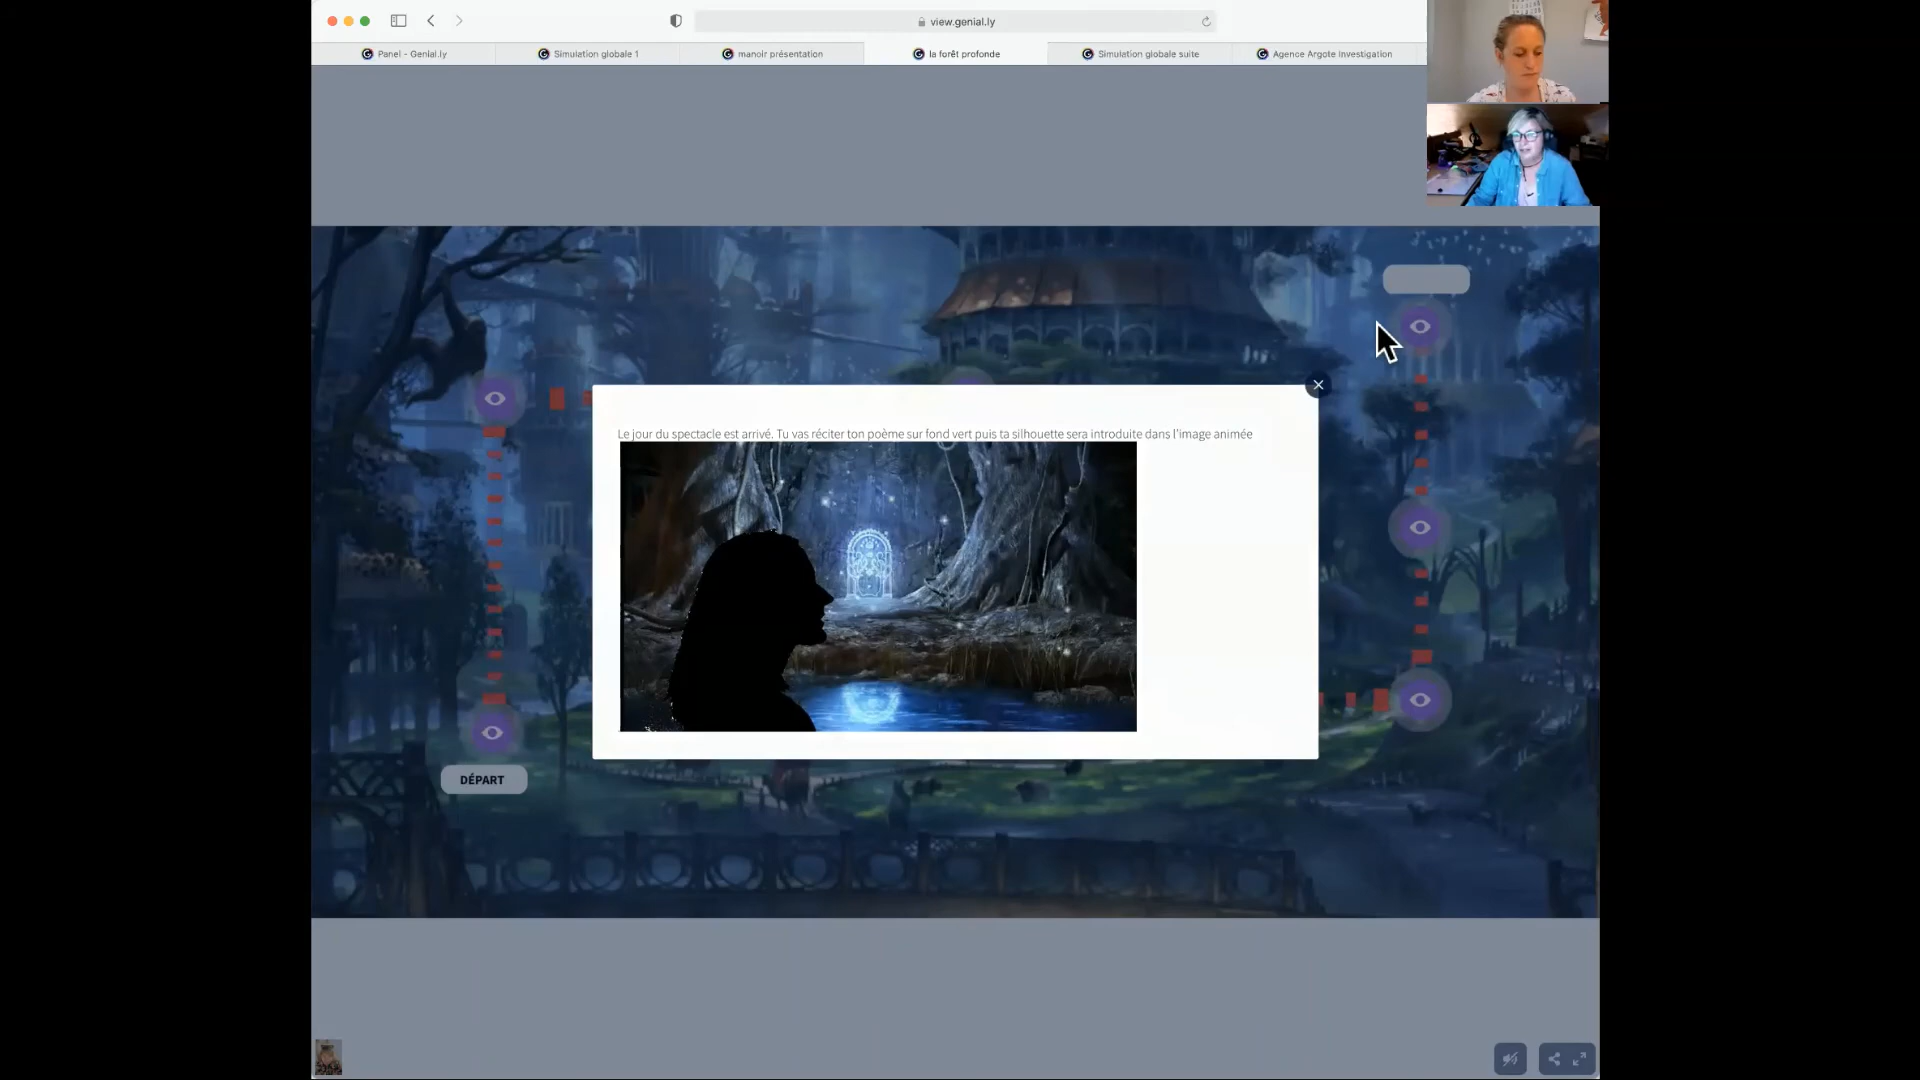 view.genial.ly
Panel - Genial.ly
Simulation globale 1
manoir présentation
la forêt profonde
Simulation globale suite
Agence Argote Investigation
Le jour du spectacle est arrivé. Tu vas réciter ton poème sur fond vert puis ta silhouette sera introduite dans l'image animée
DÉPART